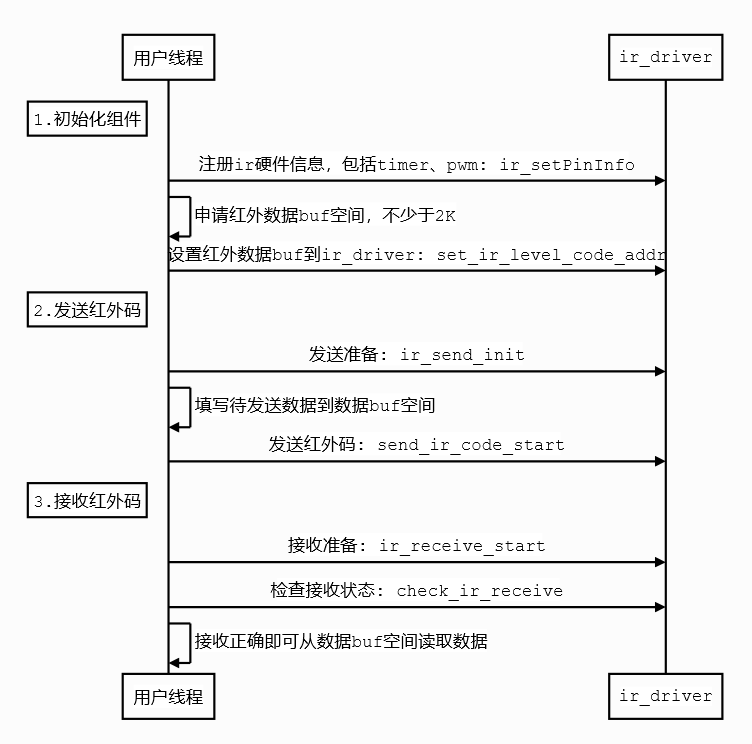 用户线程
ir_driver
1.初始化组件
注册ir硬件信息，包括timer、pwm: ir_setPinInfo
申请红外数据buf空间，不少于2K
设置红外数据buf到ir_driver: set_ir_level_code_addr
2.发送红外码
发送准备: ir_send_init
填写待发送数据到数据buf空间
发送红外码: send_ir_code_start
3.接收红外码
接收准备: ir_receive_start
检查接收状态: check_ir_receive
接收正确即可从数据buf空间读取数据
用户线程
ir_driver